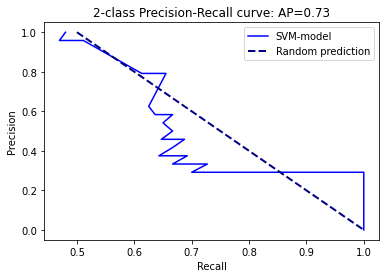 2-class Precision-Recall curve: AP=0.73
SVM-model
Random prediction
Precision
1.0
0.8
0.6
0.4
0.2
0.0
0.5
0.6
0.7
0.8
0.9
1.0
Recall